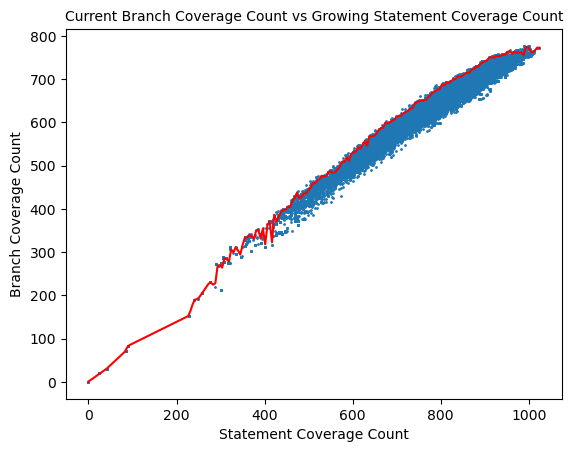 Current Branch Coverage Count vs Growing Statement Coverage Count
800
700
600
500
400
300
200
100
0
Branch Coverage Count
0 200 400 600 800 1000
Statement Coverage Count